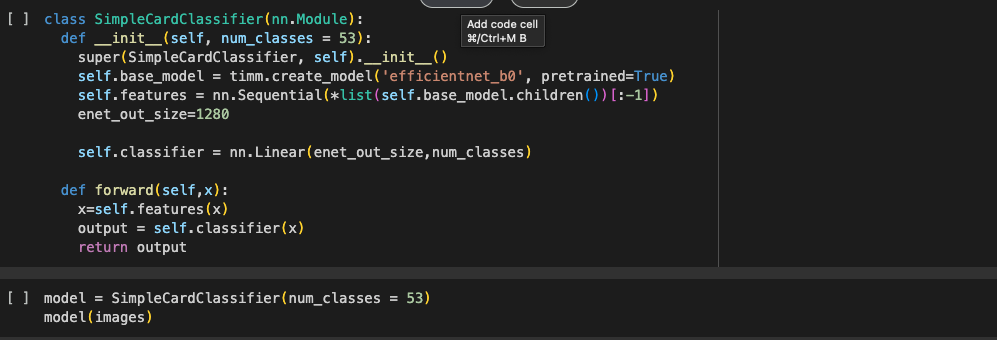 [ ] class SimpleCardClassifier(nn.Module):
Add code cell
⌘/Ctrl+M B
def __init__(self, num_classes = 53):
super(SimpleCardClassifier, self).__init__()
self.base_model = timm.create_model('efficientnet_b0', pretrained=True)
self.features = nn.Sequential(*list(self.base_model.children())[:-1])
enet_out_size=1280
self.classifier = nn.Linear(enet_out_size,num_classes)
def forward(self,x):
x=self.features(x)
output = self.classifier(x)
return output
[ ] model = SimpleCardClassifier(num_classes = 53)
model(images)